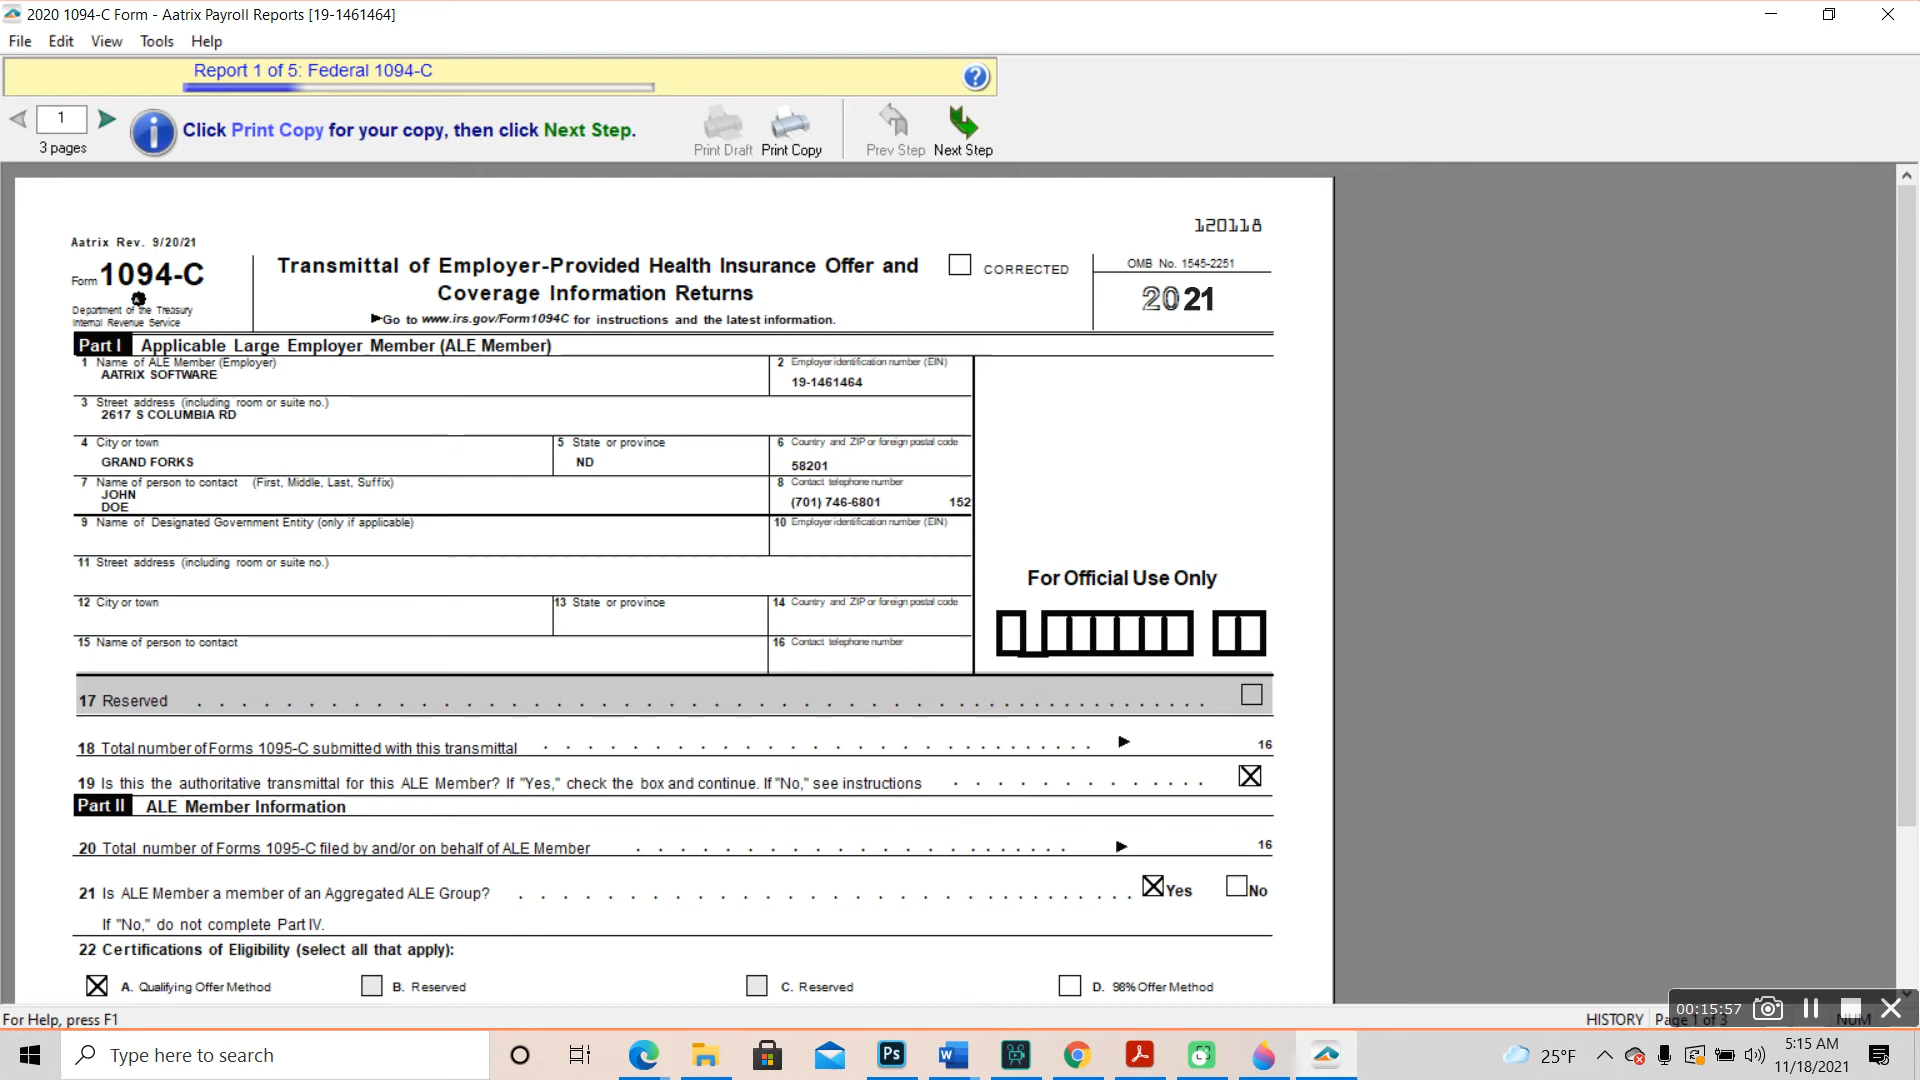 2020 1094-C Form - Aatrix Payroll Reports [19-1461464]
File Edit View Tools Help
Report 1 of 5: Federal 1094-C
?
1
3 pages
Click Print Copy for your copy, then click Next Step.
Print Draft Print Copy Prev Step Next Step
120118
Aatrix Rev. 9/20/21
Form 1094-C
Department of the Treasury
Internal Revenue Service
Transmittal of Employer-Provided Health Insurance Offer and
Coverage Information Returns
►Go to www.irs.gov/Form1094C for instructions and the latest information.
CORRECTED
OMB No. 1545-2251
2021
Part I Applicable Large Employer Member (ALE Member)
1 Name of ALE Member (Employer)
AATRIX SOFTWARE
2 Employer identification number (EIN)
19-1461464
3 Street address (including room or suite no.)
2617 S COLUMBIA RD
4 City or town
GRAND FORKS
5 State or province
ND
6 Country and ZIP or foreign postal code
58201
7 Name of person to contact (First, Middle, Last, Suffix)
JOHN
DOE
8 Contact telephone number
(701) 746-6801 152
9 Name of Designated Government Entity (only if applicable)
10 Employer identification number (EIN)
11 Street address (including room or suite no.)
12 City or town
13 State or province
14 Country and ZIP or foreign postal code
15 Name of person to contact
16 Contact telephone number
For Official Use Only
17 Reserved
18 Total number of Forms 1095-C submitted with this transmittal ► 16
19 Is this the authoritative transmittal for this ALE Member? If "Yes," check the box and continue. If "No," see instructions
Part II ALE Member Information
20 Total number of Forms 1095-C filed by and/or on behalf of ALE Member ► 16
21 Is ALE Member a member of an Aggregated ALE Group? Yes No
If "No," do not complete Part IV.
22 Certifications of Eligibility (select all that apply):
A. Qualifying Offer Method B. Reserved C. Reserved D. 98% Offer Method
00:15:57
For Help, press F1 HISTORY Page 1 of 3 NUM
Type here to search
Ps
25°F
5:15 AM
11/18/2021